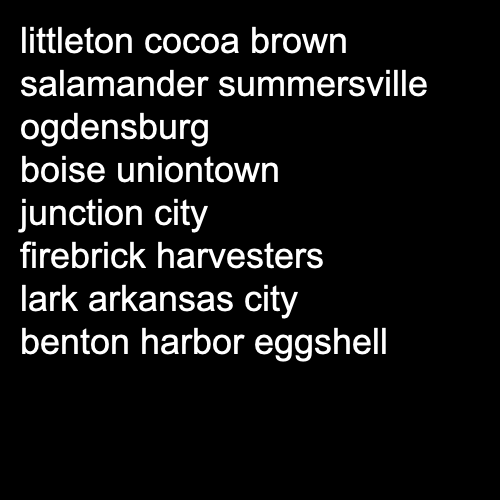 littleton cocoa brown
salamander summersville
ogdensburg
boise uniontown
junction city
firebrick harvesters
lark arkansas city
benton harbor eggshell